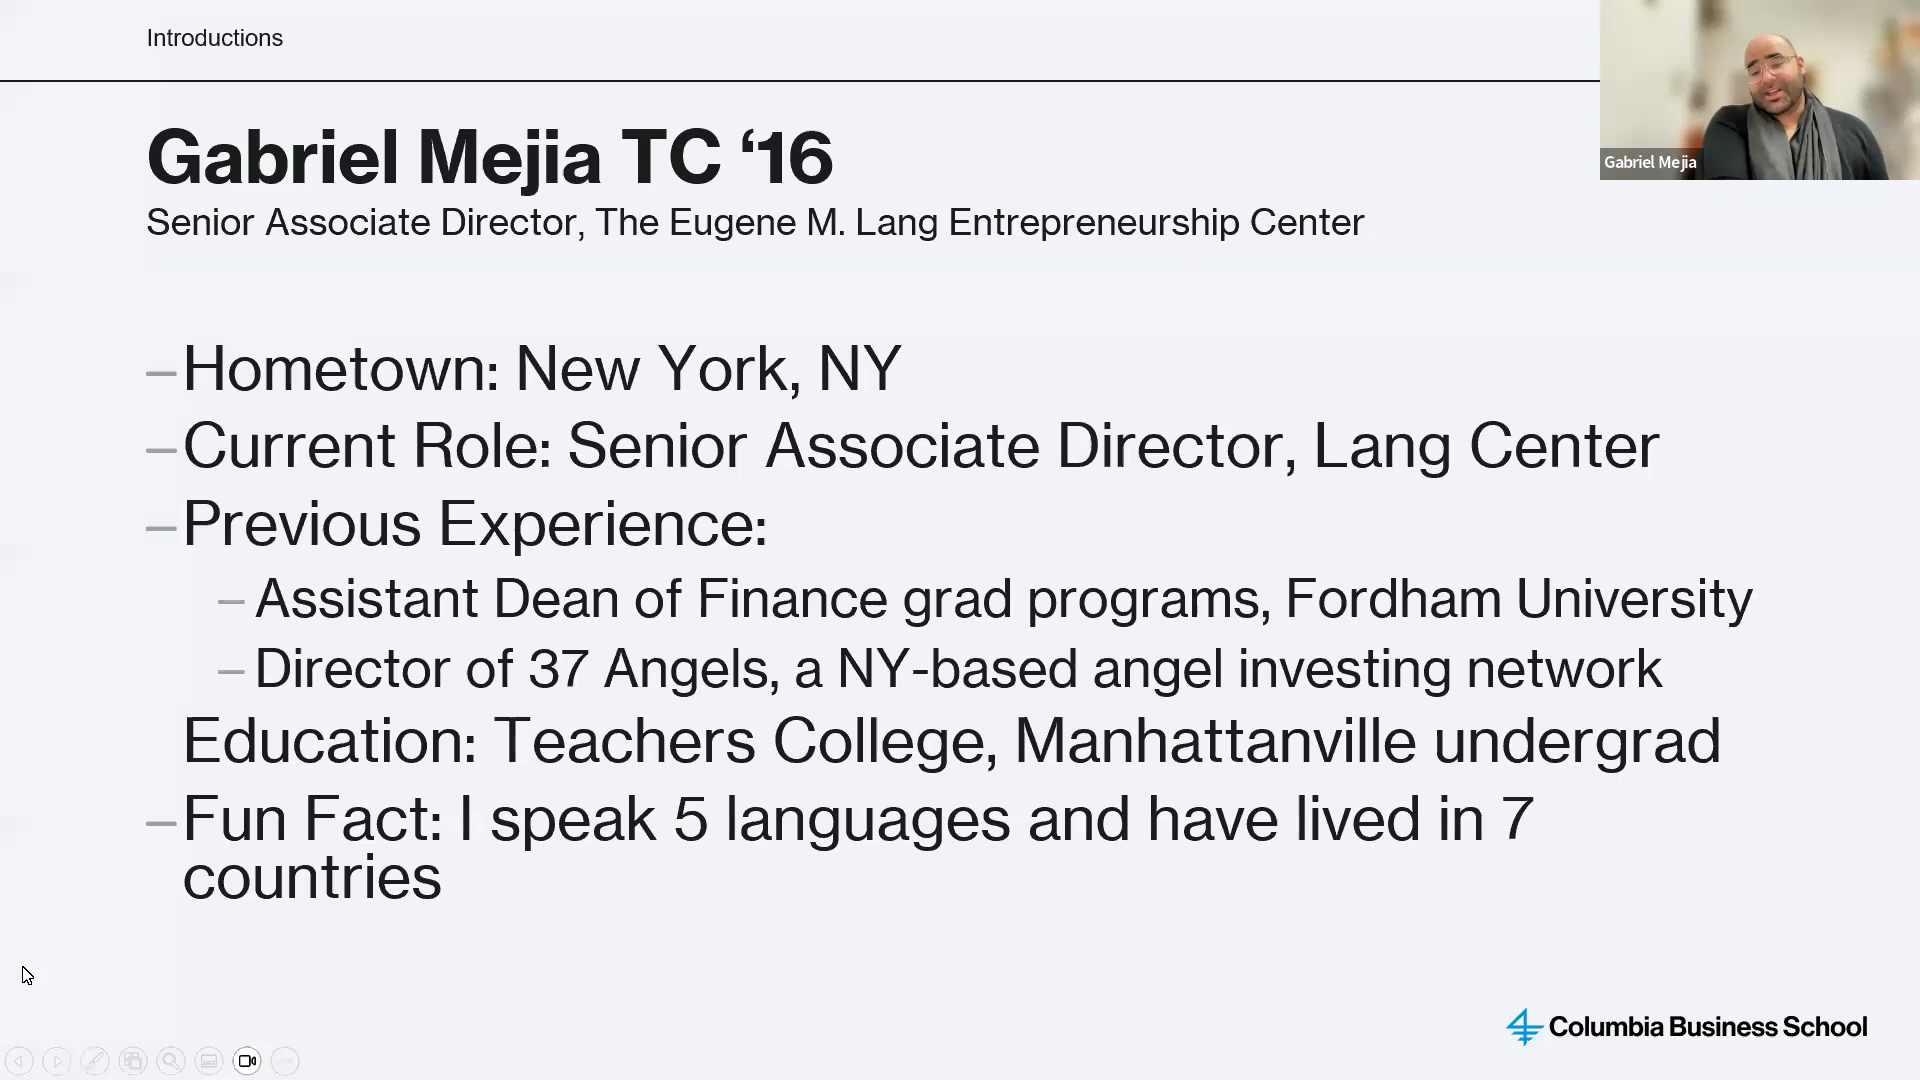 Introductions
Gabriel Mejia
Gabriel Mejia TC ‘16
Senior Associate Director, The Eugene M. Lang Entrepreneurship Center
– Hometown: New York, NY
– Current Role: Senior Associate Director, Lang Center
– Previous Experience:
– Assistant Dean of Finance grad programs, Fordham University
– Director of 37 Angels, a NY-based angel investing network
Education: Teachers College, Manhattanville undergrad
– Fun Fact: I speak 5 languages and have lived in 7
countries
Columbia Business School